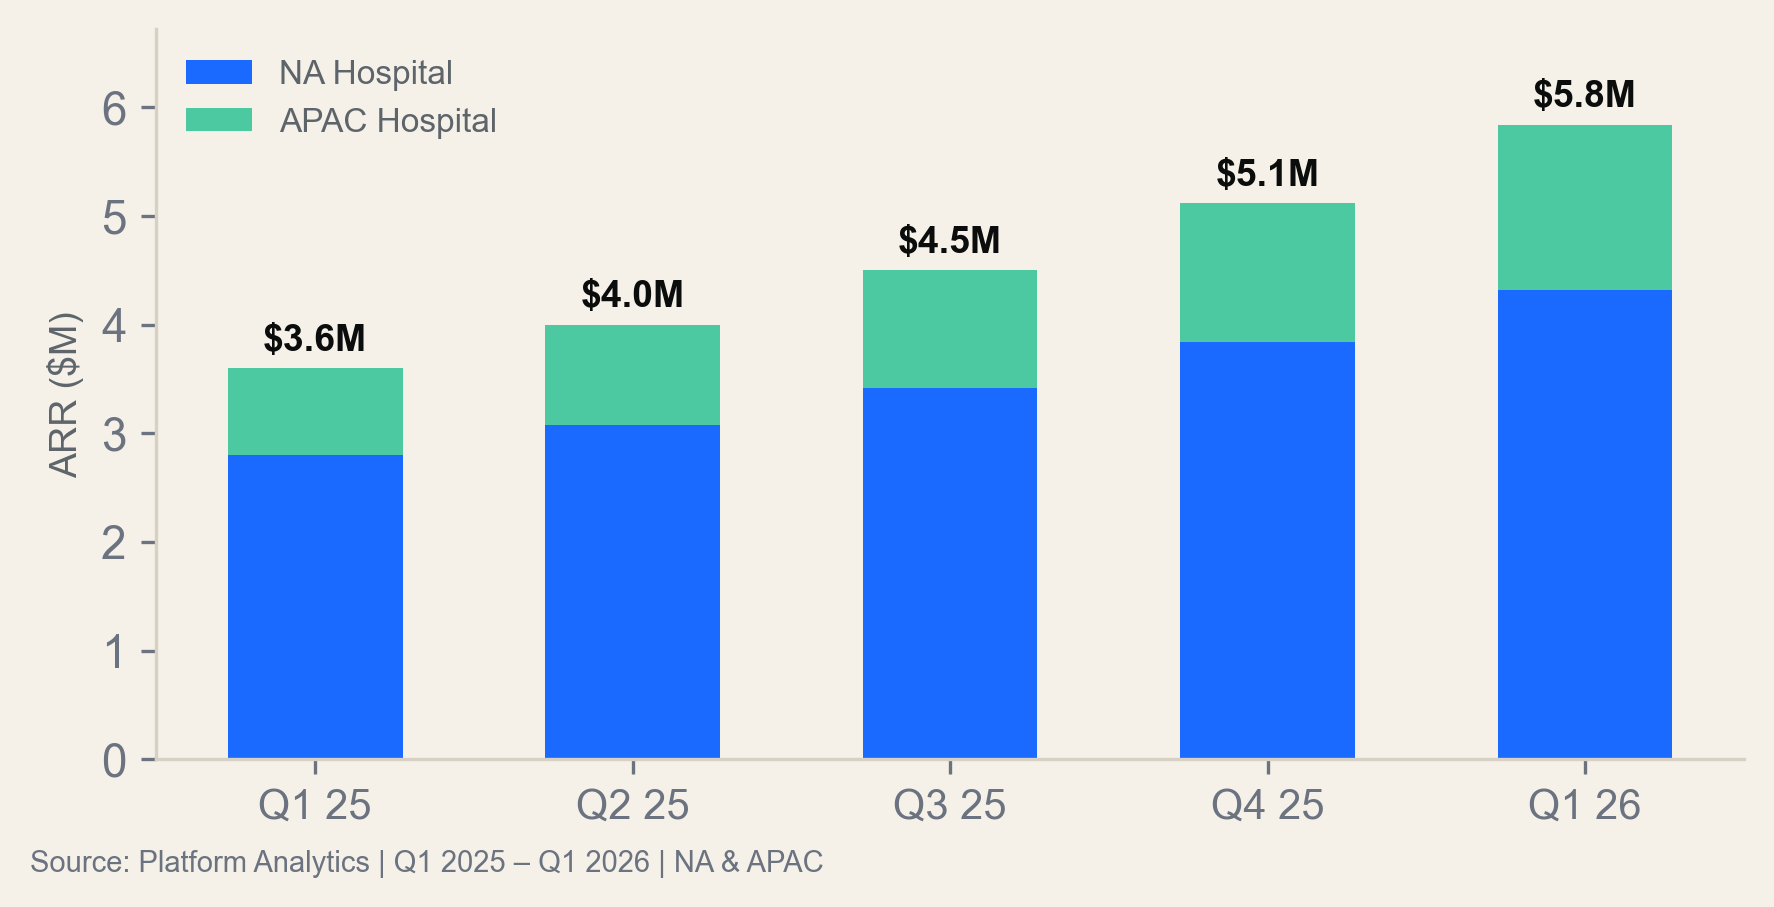 NA Hospital
APAC Hospital
$3.6M
$4.0M
$4.5M
$5.1M
$5.8M
ARR ($M)
6
5
4
3
2
1
0
Q1 25
Q2 25
Q3 25
Q4 25
Q1 26
Source: Platform Analytics | Q1 2025 – Q1 2026 | NA & APAC